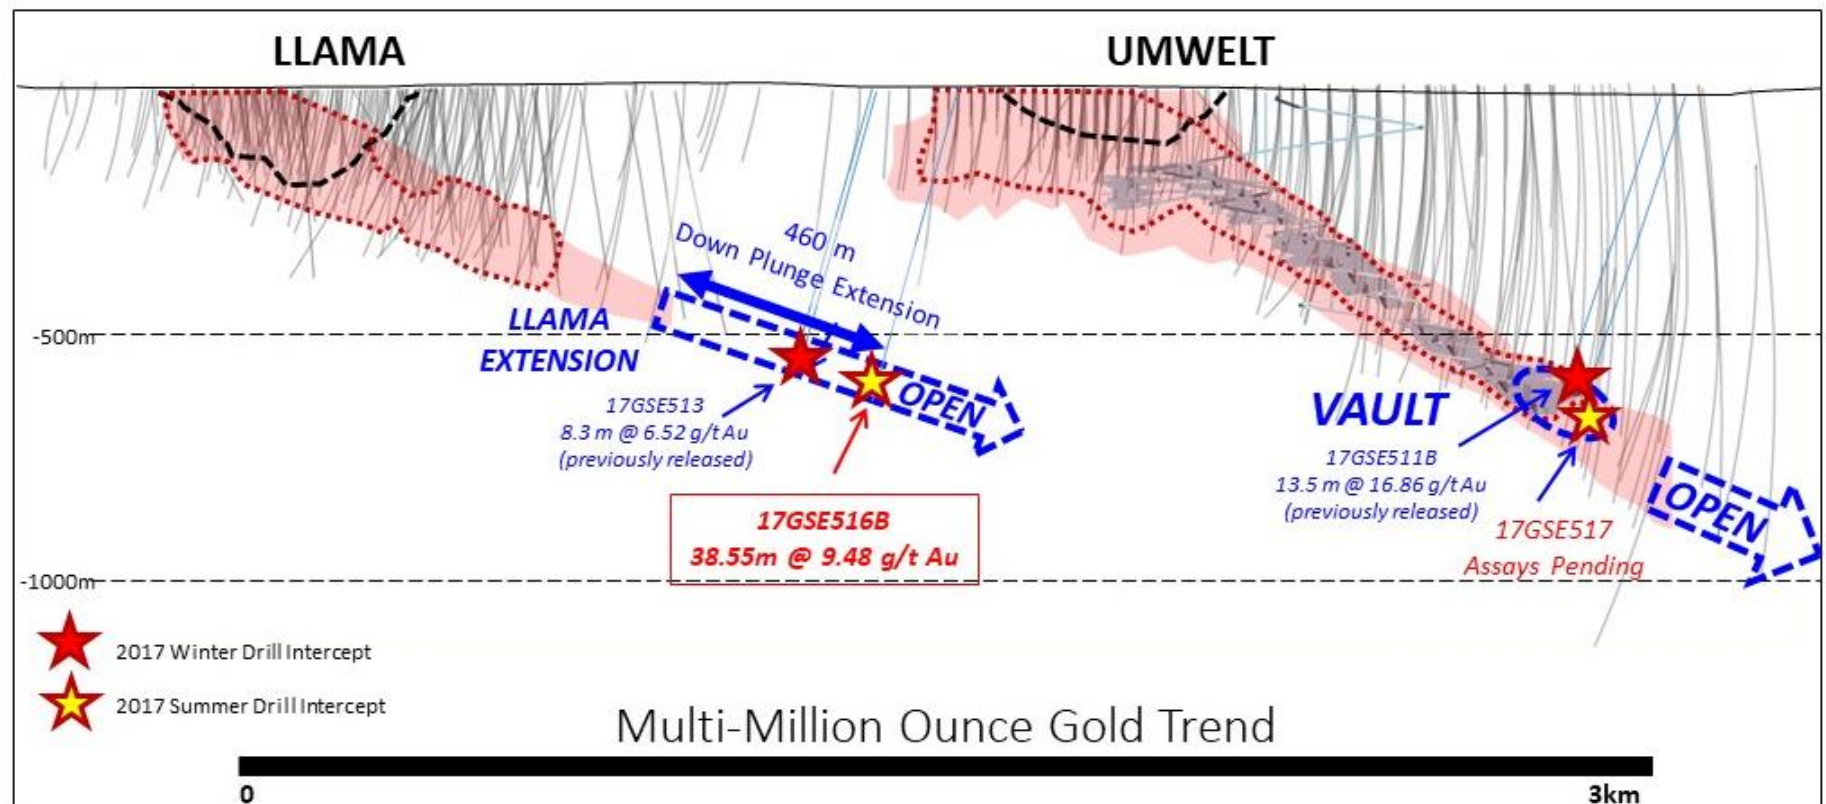 LLAMA
UMWELT
460 m
Down Plunge Extension
LLAMA
EXTENSION
-500m
17GSE513
8.3 m @ 6.52 g/t Au
(previously released)
OPEN
VAULT
17GSE511B
13.5 m @ 16.86 g/t Au
(previously released)
OPEN
17GSE516B
38.55m @ 9.48 g/t Au
17GSE517
Assays Pending
-1000m
2017 Winter Drill Intercept
2017 Summer Drill Intercept
Multi-Million Ounce Gold Trend
0
3km